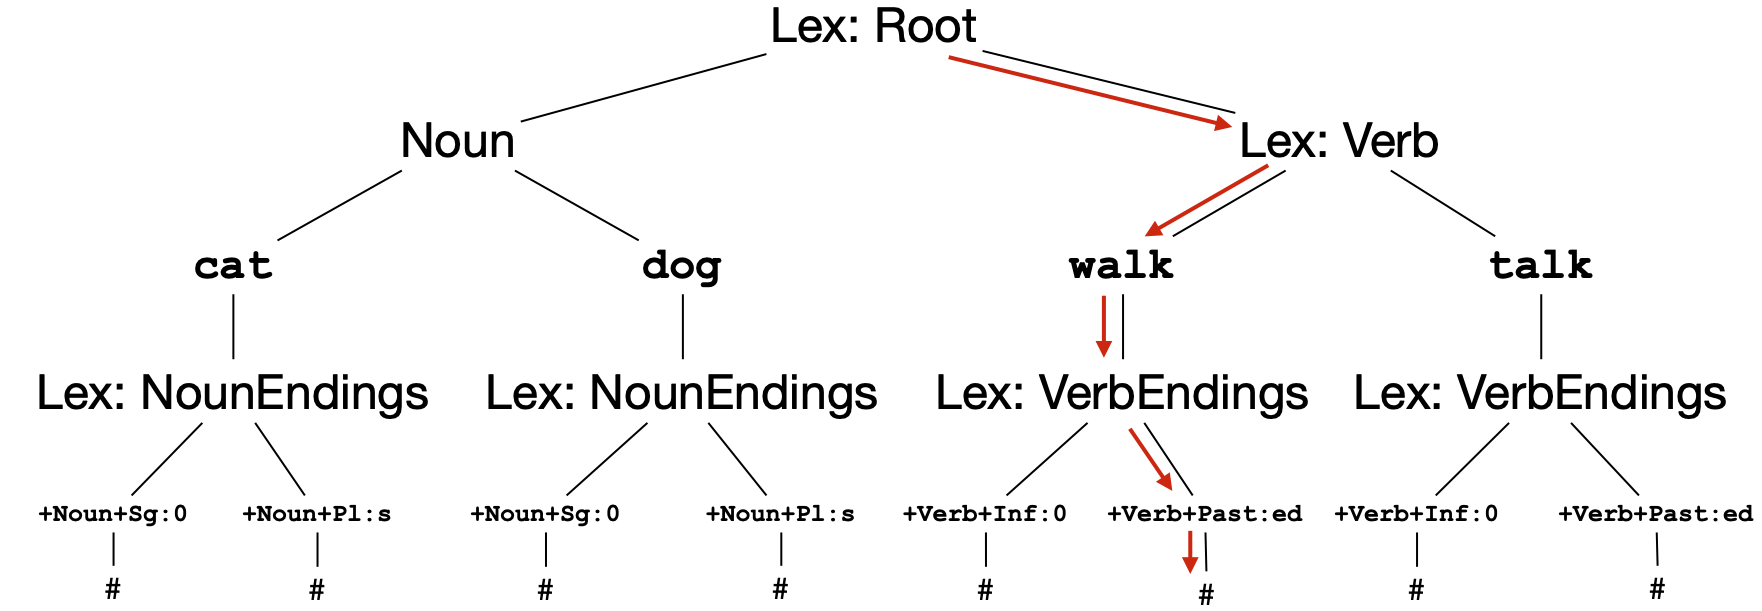 Lex: Root
Noun Lex: Verb
cat dog walk talk
Lex: NounEndings Lex: NounEndings Lex: VerbEndings Lex: VerbEndings
+Noun+Sg:0 +Noun+Pl:s +Noun+Sg:0 +Noun+Pl:s +Verb+Inf:0 +Verb+Past:ed +Verb+Inf:0 +Verb+Past:ed
# # # # # # # #